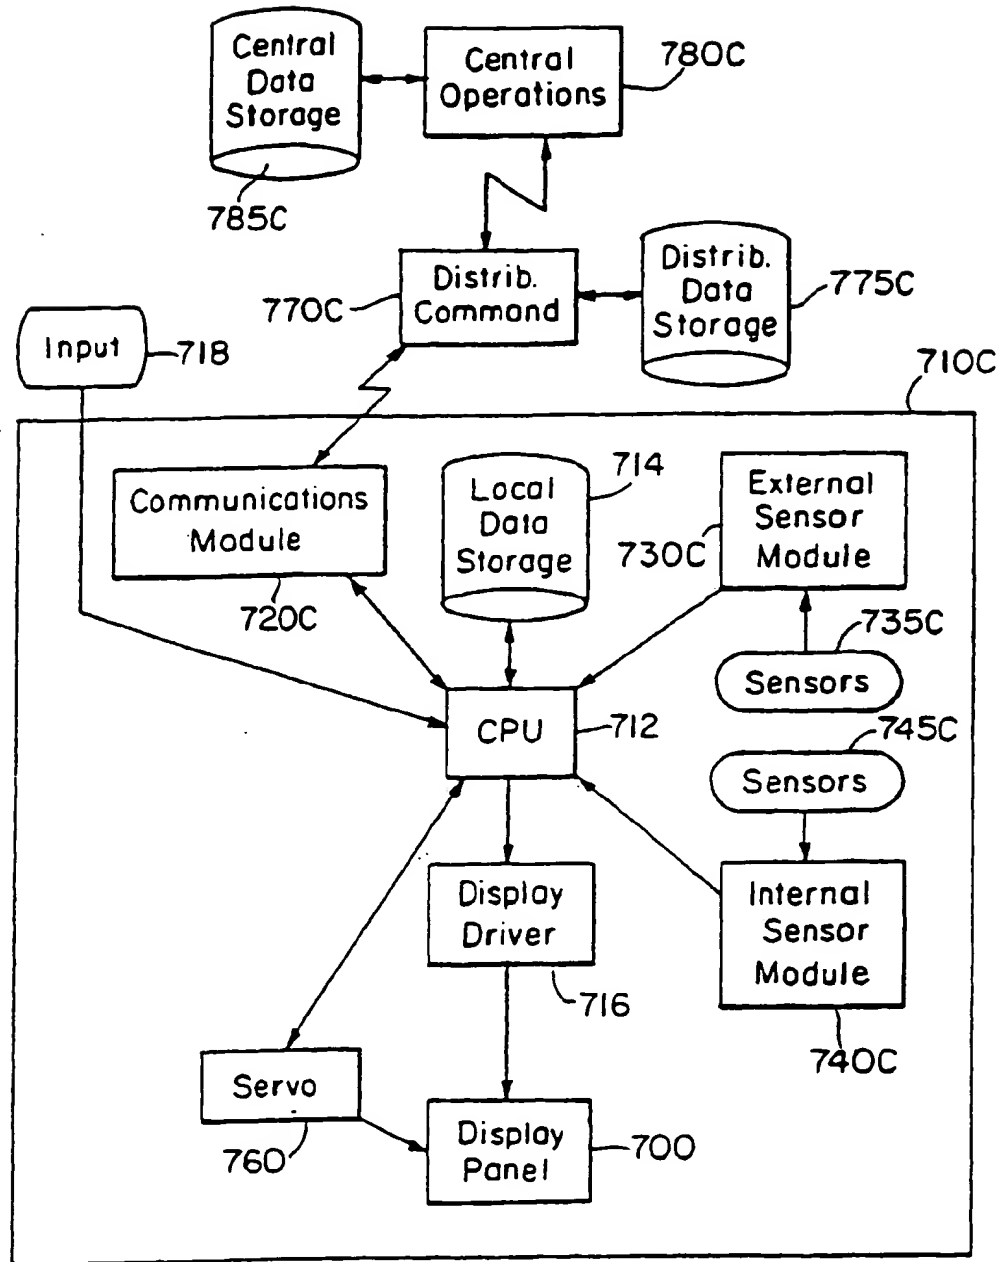 Central
Data
Storage
785C
Central
Operations
780C
Distrib.
Command
770C
Distrib.
Data
Storage
775C
Input
718
710C
Communications
Module
720C
Local
Data
Storage
714
External
Sensor
Module
730C
735C
Sensors
CPU
712
745C
Sensors
Display
Driver
716
Internal
Sensor
Module
740C
Servo
760
Display
Panel
700